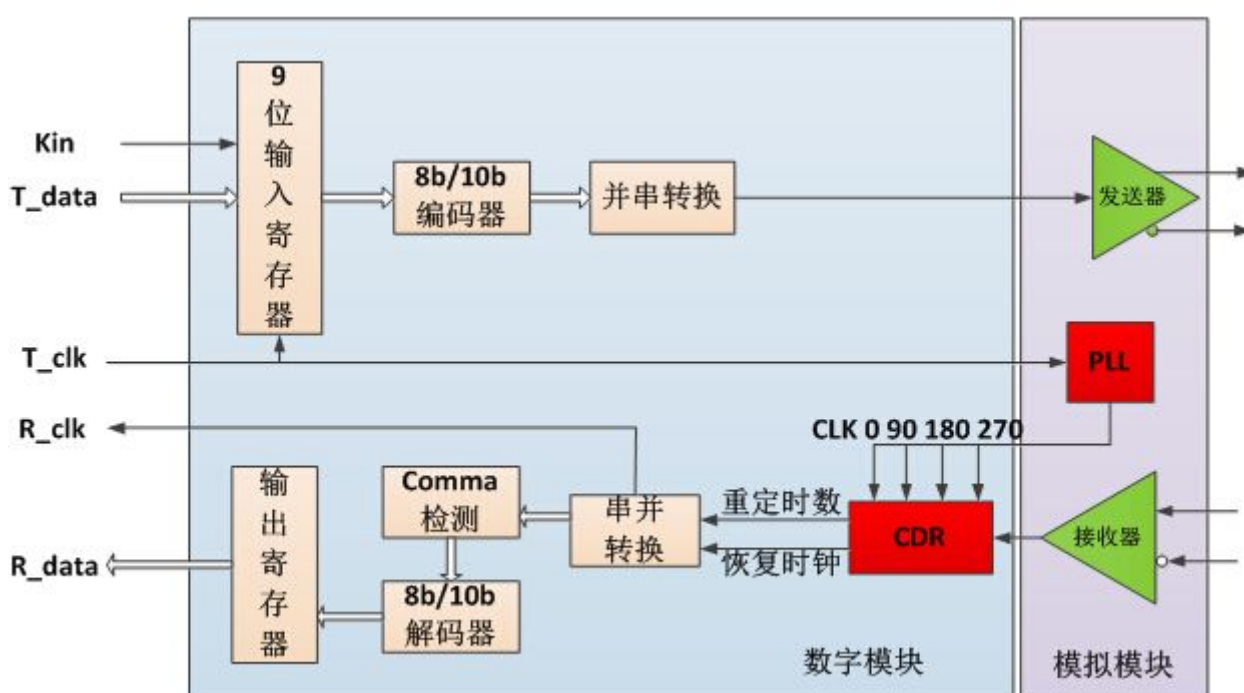 9
位
输
入
寄
存
器
Kin
T_data
8b/10b
编码器
并串转换
发送器
T_clk
PLL
R_clk
CLK 0 90 180 270
输
出
寄
存
器
Comma
检测
串并
转换
重定时数
恢复时钟
CDR
接收器
R_data
8b/10b
解码器
数字模块
模拟模块